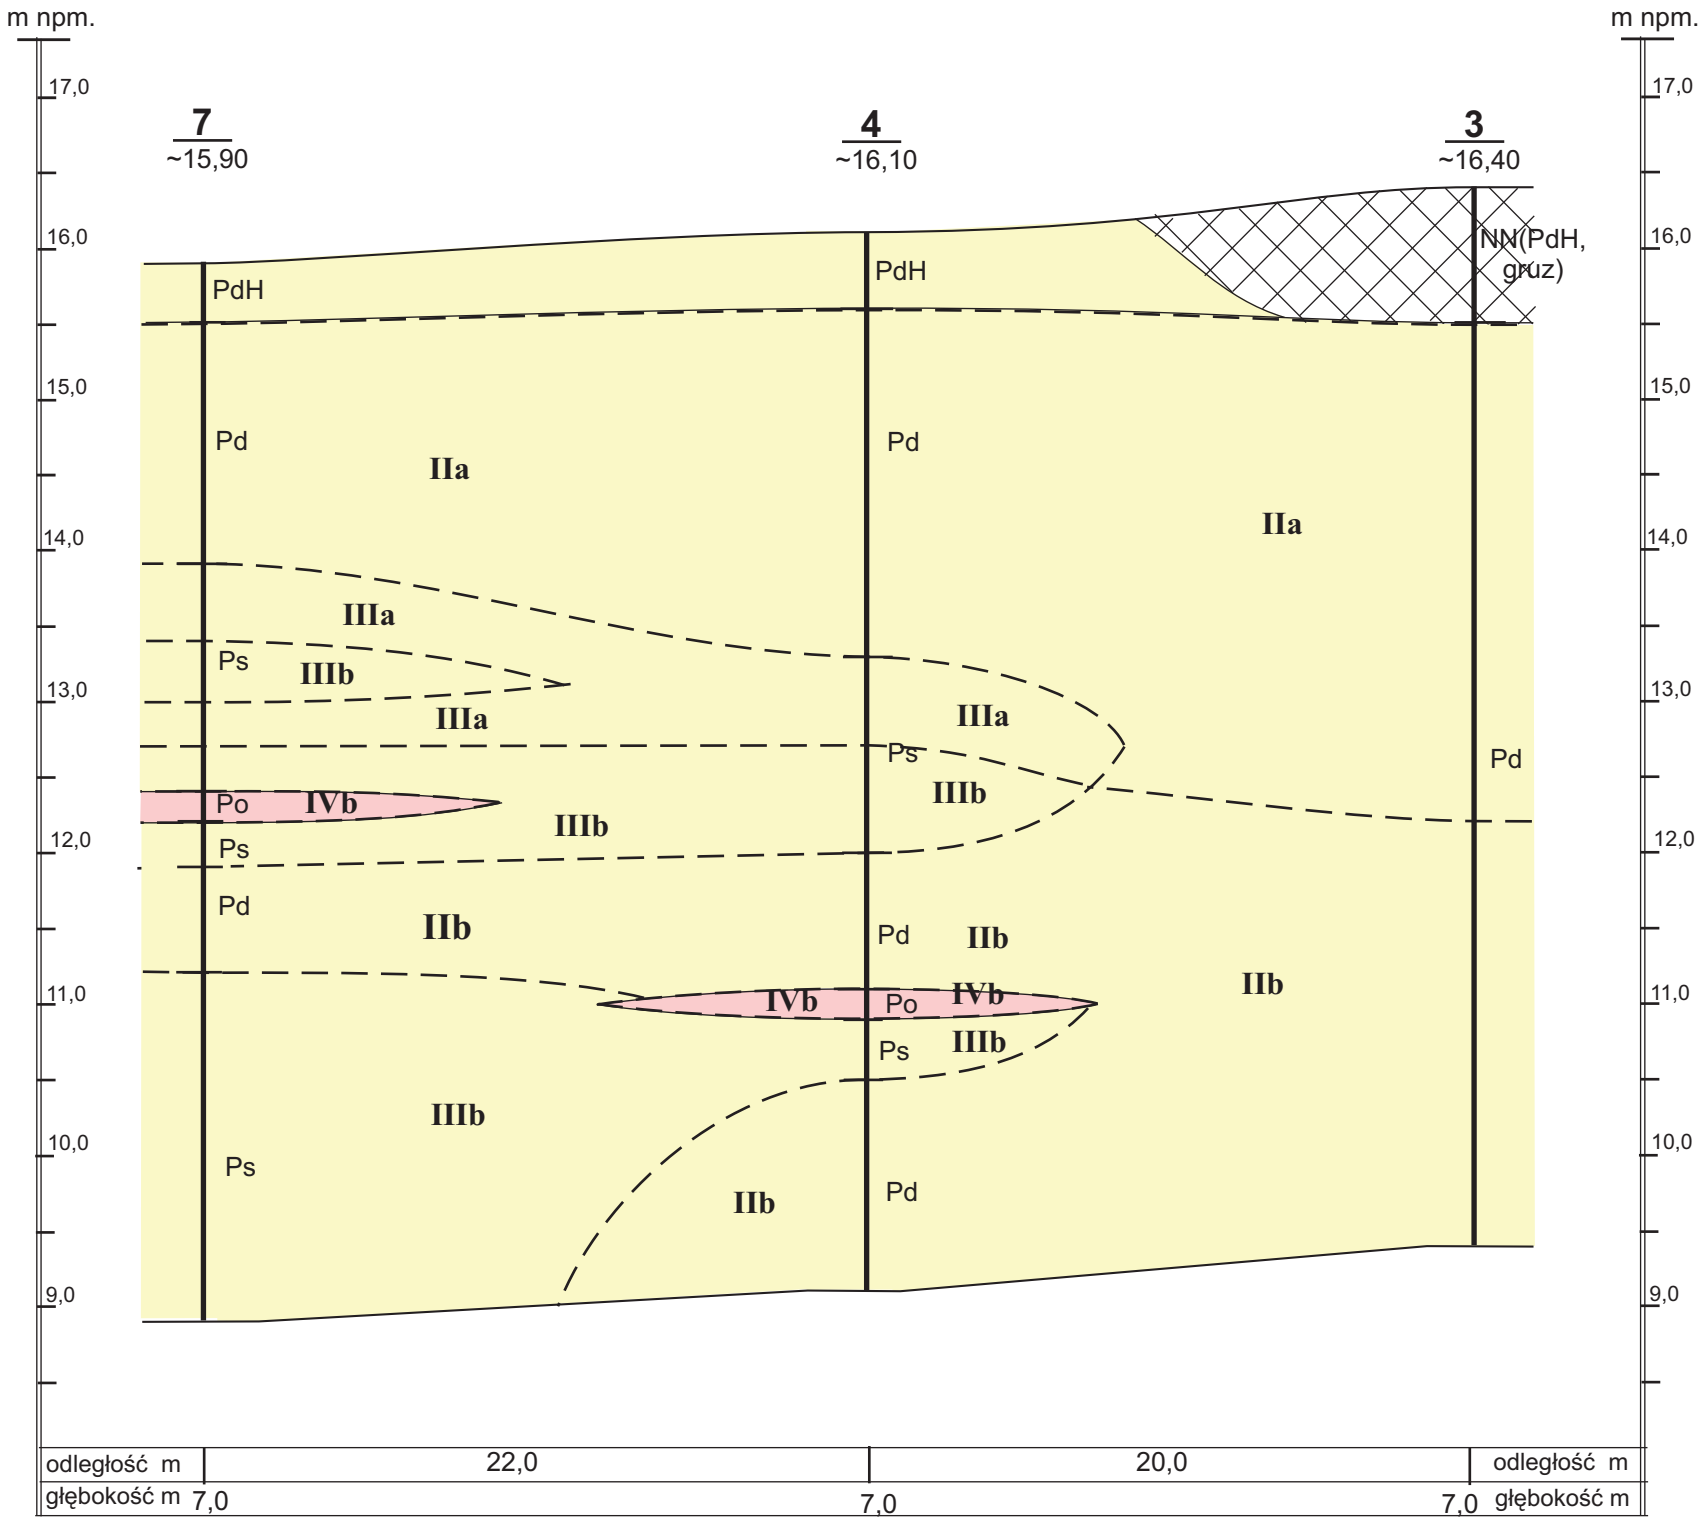 m npm. m npm.
17,0 17,0
7 4 3
~15,90 ~16,10 ~16,40
16,0 NN(PdH, 16,0
gruz)
PdH PdH
15,0 15,0
Pd Pd
IIa
IIa
14,0 14,0
IIIa
Ps IIIb
13,0 13,0
IIIa IIIa
Ps Pd
IIIb
Po IVb
IIIb
12,0 12,0
Ps
Pd
IIb Pd IIb
IIb
11,0 IVb Po IVb 11,0
Ps IIIb
IIIb
10,0 10,0
Ps
IIb Pd
9,0 9,0
odległość m 22,0 20,0 odległość m
głębokość m 7,0 7,0 7,0 głębokość m